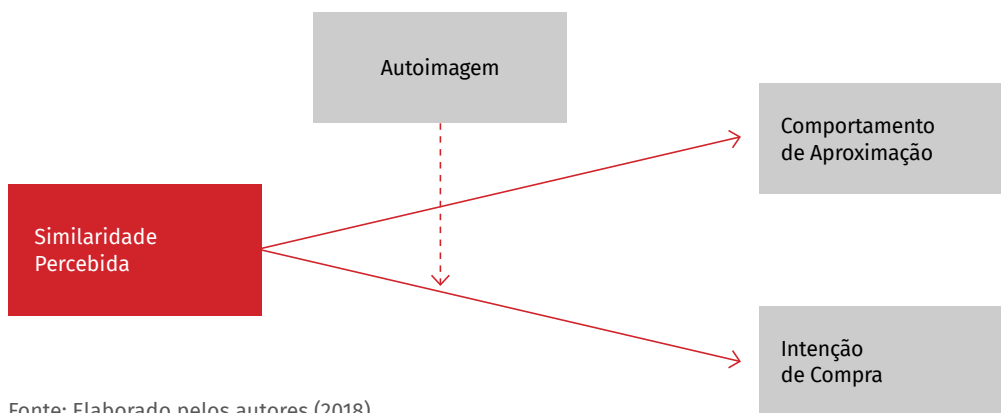 Autoimagem
Comportamento
de Aproximação
Similaridade
Percebida
Intenção
de Compra
Fonte: Elaborado pelos autores (2018)